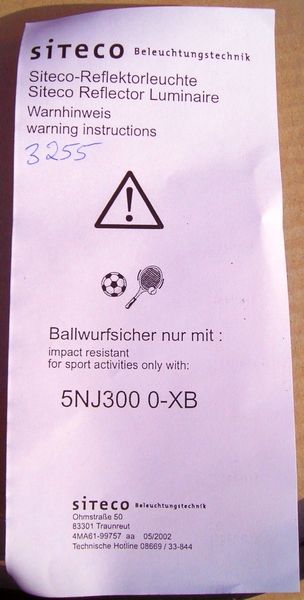 siteco Beleuchtungstechnik
Siteco-Reflektorleuchte
Siteco Reflector Luminaire
Warnhinweis
warning instructions
3255
Ballwurfsicher nur mit :
impact resistant
for sport activities only with:
5NJ300 0-XB
siteco Beleuchtungstechnik
Ohmstraße 50
83301 Traunreut
4MA61-99757 aa 05/2002
Technische Hotline 08669 / 33-844